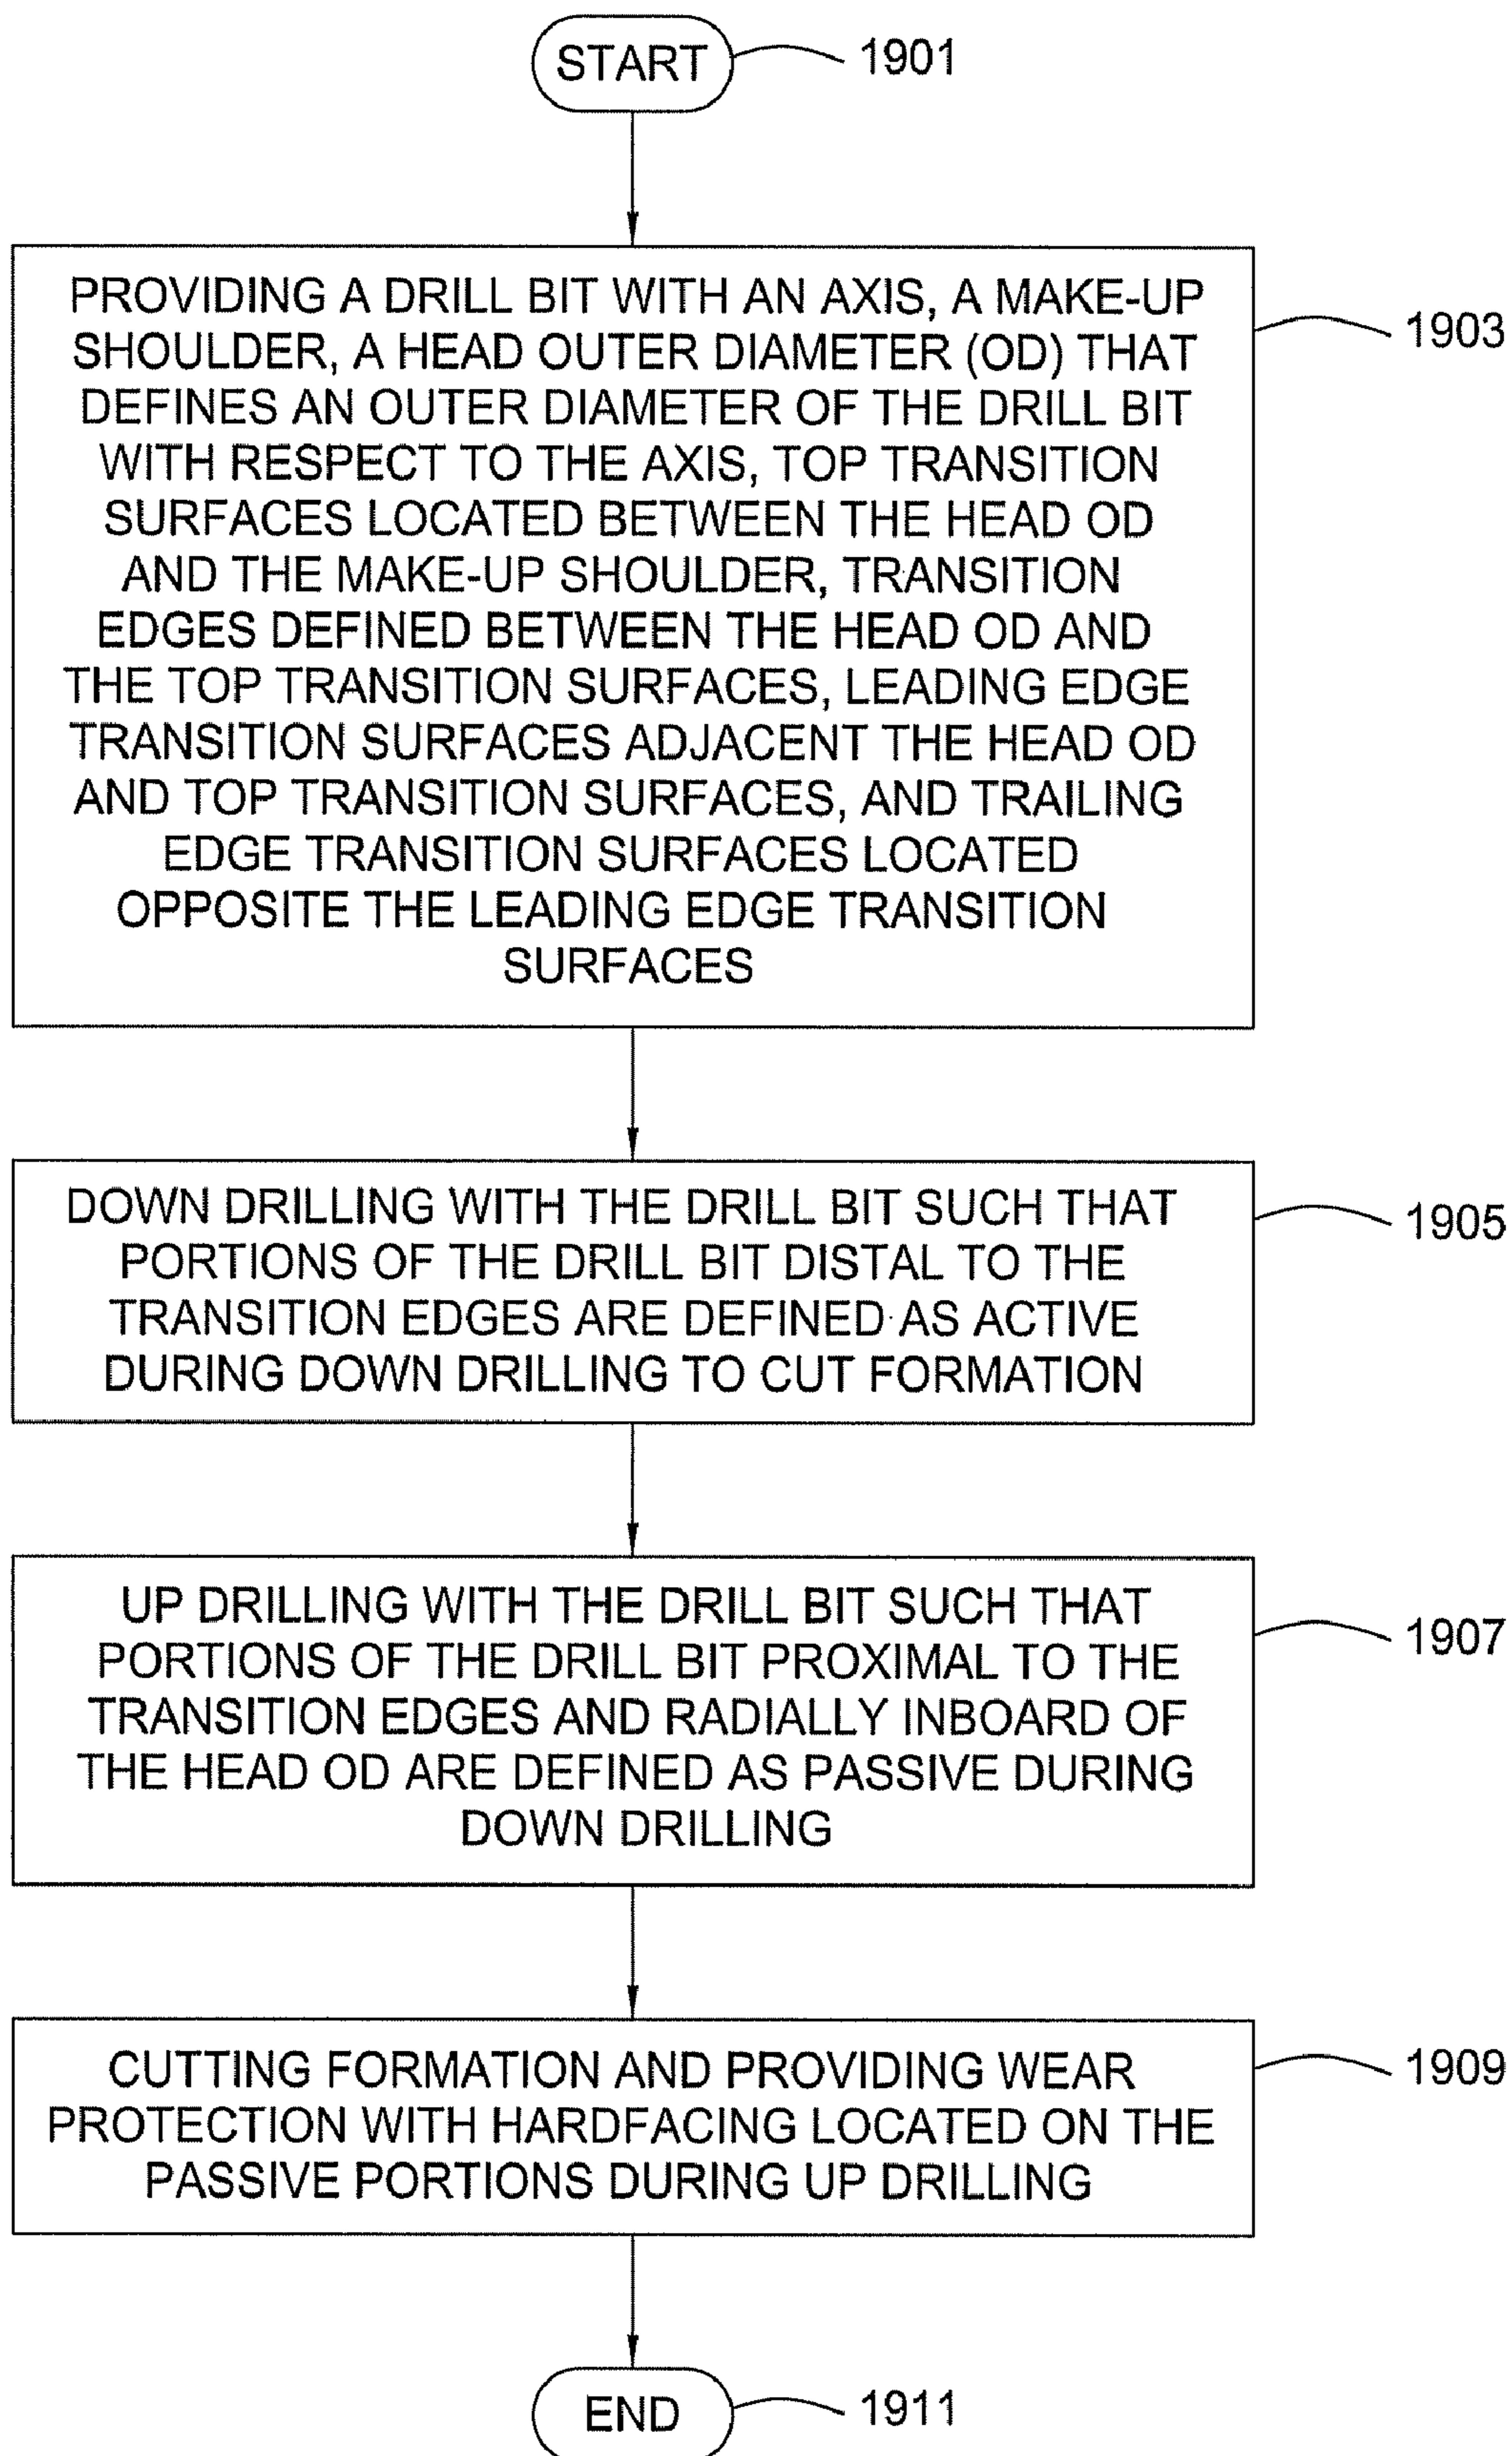 START
1901
PROVIDING A DRILL BIT WITH AN AXIS, A MAKE-UP
SHOULDER, A HEAD OUTER DIAMETER (OD) THAT
DEFINES AN OUTER DIAMETER OF THE DRILL BIT
WITH RESPECT TO THE AXIS, TOP TRANSITION
SURFACES LOCATED BETWEEN THE HEAD OD
AND THE MAKE-UP SHOULDER, TRANSITION
EDGES DEFINED BETWEEN THE HEAD OD AND
THE TOP TRANSITION SURFACES, LEADING EDGE
TRANSITION SURFACES ADJACENT THE HEAD OD
AND TOP TRANSITION SURFACES, AND TRAILING
EDGE TRANSITION SURFACES LOCATED
OPPOSITE THE LEADING EDGE TRANSITION
SURFACES
1903
DOWN DRILLING WITH THE DRILL BIT SUCH THAT
PORTIONS OF THE DRILL BIT DISTAL TO THE
TRANSITION EDGES ARE DEFINED AS ACTIVE
DURING DOWN DRILLING TO CUT FORMATION
1905
UP DRILLING WITH THE DRILL BIT SUCH THAT
PORTIONS OF THE DRILL BIT PROXIMAL TO THE
TRANSITION EDGES AND RADIALLY INBOARD OF
THE HEAD OD ARE DEFINED AS PASSIVE DURING
DOWN DRILLING
1907
CUTTING FORMATION AND PROVIDING WEAR
PROTECTION WITH HARDFACING LOCATED ON THE
PASSIVE PORTIONS DURING UP DRILLING
1909
END
1911